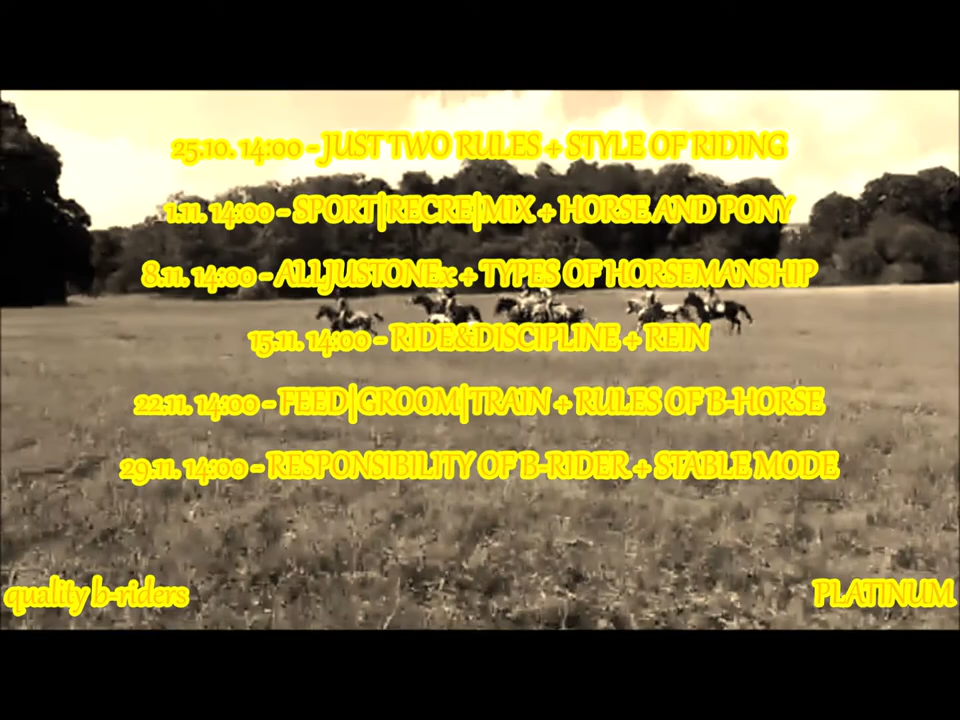 25.10. 14:00 - JUST TWO RULES + STYLE OF RIDING
1.11. 14:00 - SPORT|RECRE|MIX + HORSE AND PONY
8.11. 14:00 - ALLJUSTONEx + TYPES OF HORSEMANSHIP
15.11. 14:00 - RIDE&DISCIPLINE + REIN
22.11. 14:00 - FEED|GROOM|TRAIN + RULES OF B-HORSE
29.11. 14:00 - RESPONSIBILITY OF B-RIDER + STABLE MODE
quality b-riders
PLATINUM